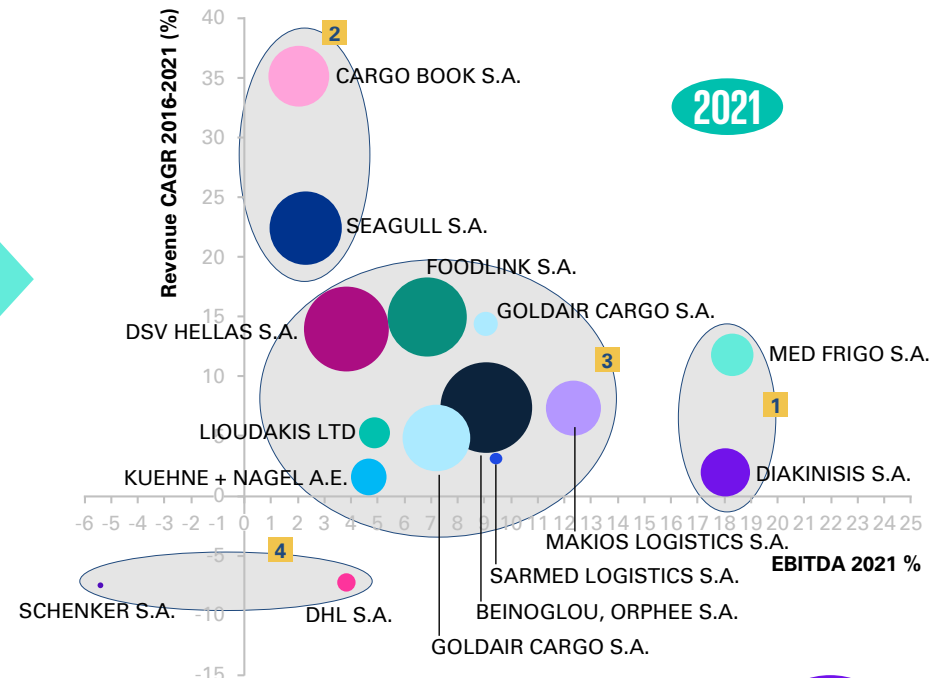 Revenue CAGR 2016-2021 (%)
40
35
30
25
20
15
10
5
0
-5
-10
-15
2
CARGO BOOK S.A.
2021
SEAGULL S.A.
FOODLINK S.A.
GOLDAIR CARGO S.A.
DSV HELLAS S.A.
3
MED FRIGO S.A.
1
LIOUDAKIS LTD
KUEHNE + NAGEL A.E.
DIAKINISIS S.A.
-6 -5 -4 -3 -2 -1 0 1 2 3 4 5 6 7 8 9 10 11 12 13 14 15 16 17 18 19 20 21 22 23 24 25
MAKIOS LOGISTICS S.A.
EBITDA 2021 %
4
SARMED LOGISTICS S.A.
SCHENKER S.A.
DHL S.A.
BEINOGLOU, ORPHEE S.A.
GOLDAIR CARGO S.A.